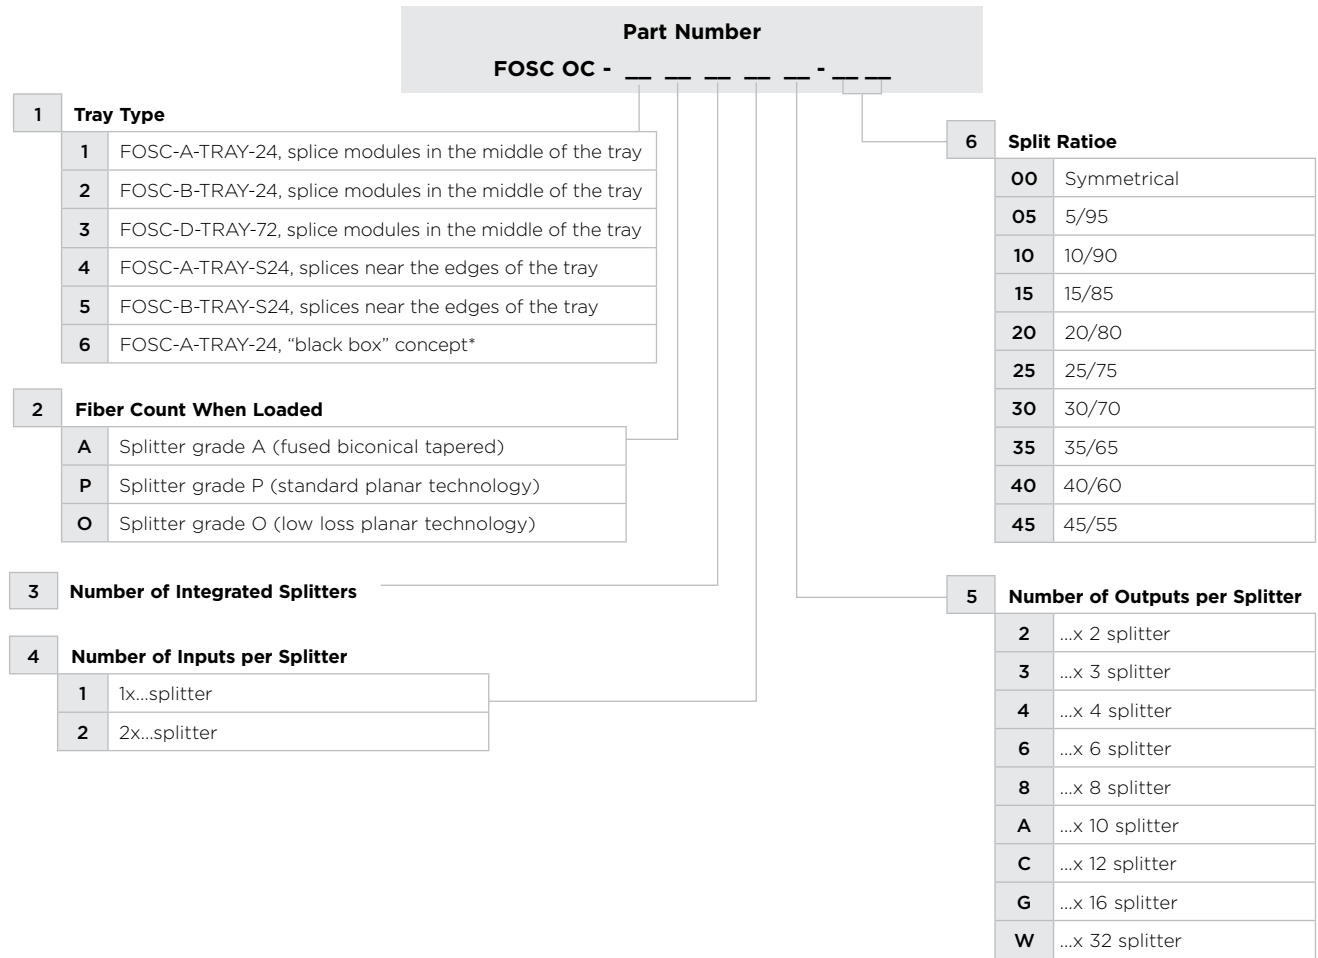 Part Number
FOSC OC - __ __ __ __ __ - __ __
1 Tray Type
1 FOSC-A-TRAY-24, splice modules in the middle of the tray
2 FOSC-B-TRAY-24, splice modules in the middle of the tray
3 FOSC-D-TRAY-72, splice modules in the middle of the tray
4 FOSC-A-TRAY-S24, splices near the edges of the tray
5 FOSC-B-TRAY-S24, splices near the edges of the tray
6 FOSC-A-TRAY-24, “black box” concept*
2 Fiber Count When Loaded
A Splitter grade A (fused biconical tapered)
P Splitter grade P (standard planar technology)
O Splitter grade O (low loss planar technology)
3 Number of Integrated Splitters
4 Number of Inputs per Splitter
1 1x...splitter
2 2x...splitter
6 Split Ratioe
00 Symmetrical
05 5/95
10 10/90
15 15/85
20 20/80
25 25/75
30 30/70
35 35/65
40 40/60
45 45/55
5 Number of Outputs per Splitter
2 ...x 2 splitter
3 ...x 3 splitter
4 ...x 4 splitter
6 ...x 6 splitter
8 ...x 8 splitter
A ...x 10 splitter
C ...x 12 splitter
G ...x 16 splitter
W ...x 32 splitter